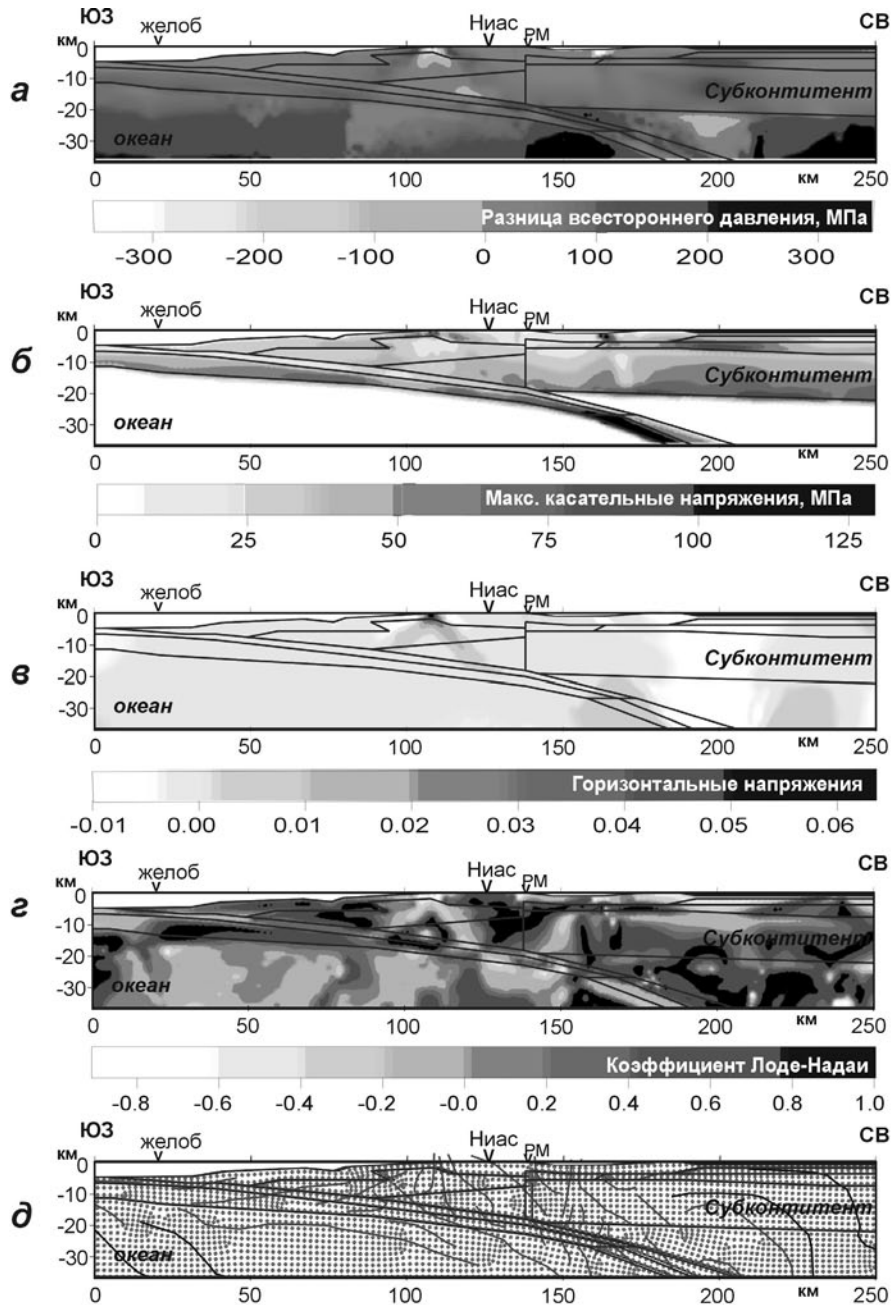 ЮЗ СВ
желоб Ниас РМ
км
0
-10
-20
-30
а
океан
Субконтитент
0 50 100 150 200 км 250
Разница всестороннего давления, МПа
-300 -200 -100 0 100 200 300
ЮЗ СВ
желоб Ниас РМ
км
0
-10
-20
-30
б
океан
Субконтитент
0 50 100 150 200 км 250
Макс. касательные напряжения, МПа
0 25 50 75 100 125
ЮЗ СВ
желоб Ниас РМ
км
0
-10
-20
-30
в
океан
Субконтитент
0 50 100 150 200 км 250
Горизонтальные напряжения
-0.01 0.00 0.01 0.02 0.03 0.04 0.05 0.06
ЮЗ СВ
желоб Ниас РМ
км
0
-10
-20
-30
г
океан
Субконтитент
0 50 100 150 200 км 250
Коэффициент Лоде-Надаи
-0.8 -0.6 -0.4 -0.2 -0.0 0.2 0.4 0.6 0.8 1.0
ЮЗ СВ
желоб Ниас РМ
км
0
-10
-20
-30
д
океан
Субконтитент
0 50 100 150 200 км 250